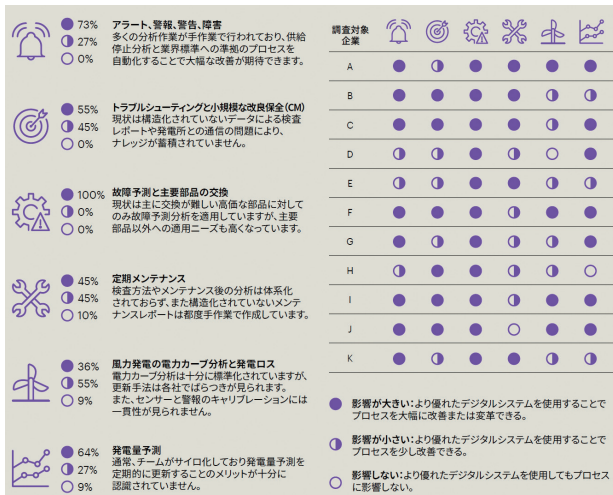 73%
27%
0%
アラート、警報、警告、障害
多くの分析作業が手作業で行われており、供給
停止分析と業界標準への準拠のプロセスを
自動化することで大幅な改善が期待できます。
55%
45%
0%
トラブルシューティングと小規模な改良保全(CM)
現状は構造化されていないデータによる検査
レポートや発電所との通信の問題により、
ナレッジが蓄積されていません。
100%
0%
0%
故障予測と主要部品の交換
現状は主に交換が難しい高価な部品に対して
のみ故障予測分析を適用していますが、主要
部品以外への適用ニーズも高くなっています。
45%
45%
10%
定期メンテナンス
検査方法やメンテナンス後の分析は体系化
されておらず、また構造化されていないメンテ
ナンスレポートは都度手作業で作成しています。
36%
55%
9%
風力発電の電力カーブ分析と発電ロス
電力カーブ分析は十分に標準化されていますが、
更新手法は各社でばらつきが見られます。
また、センサーと警報のキャリブレーションには
一貫性が見られません。
64%
27%
9%
発電量予測
通常、チームがサイロ化しており発電量予測を
定期的に更新することのメリットが十分に
認識されていません。
調査対象
企業
A
B
C
D
E
F
G
H
I
J
K
影響が大きい:より優れたデジタルシステムを使用することで
プロセスを大幅に改善または変革できる。
影響が小さい:より優れたデジタルシステムを使用することで
プロセスを少し改善できる。
影響しない:より優れたデジタルシステムを使用してもプロセス
に影響しない。